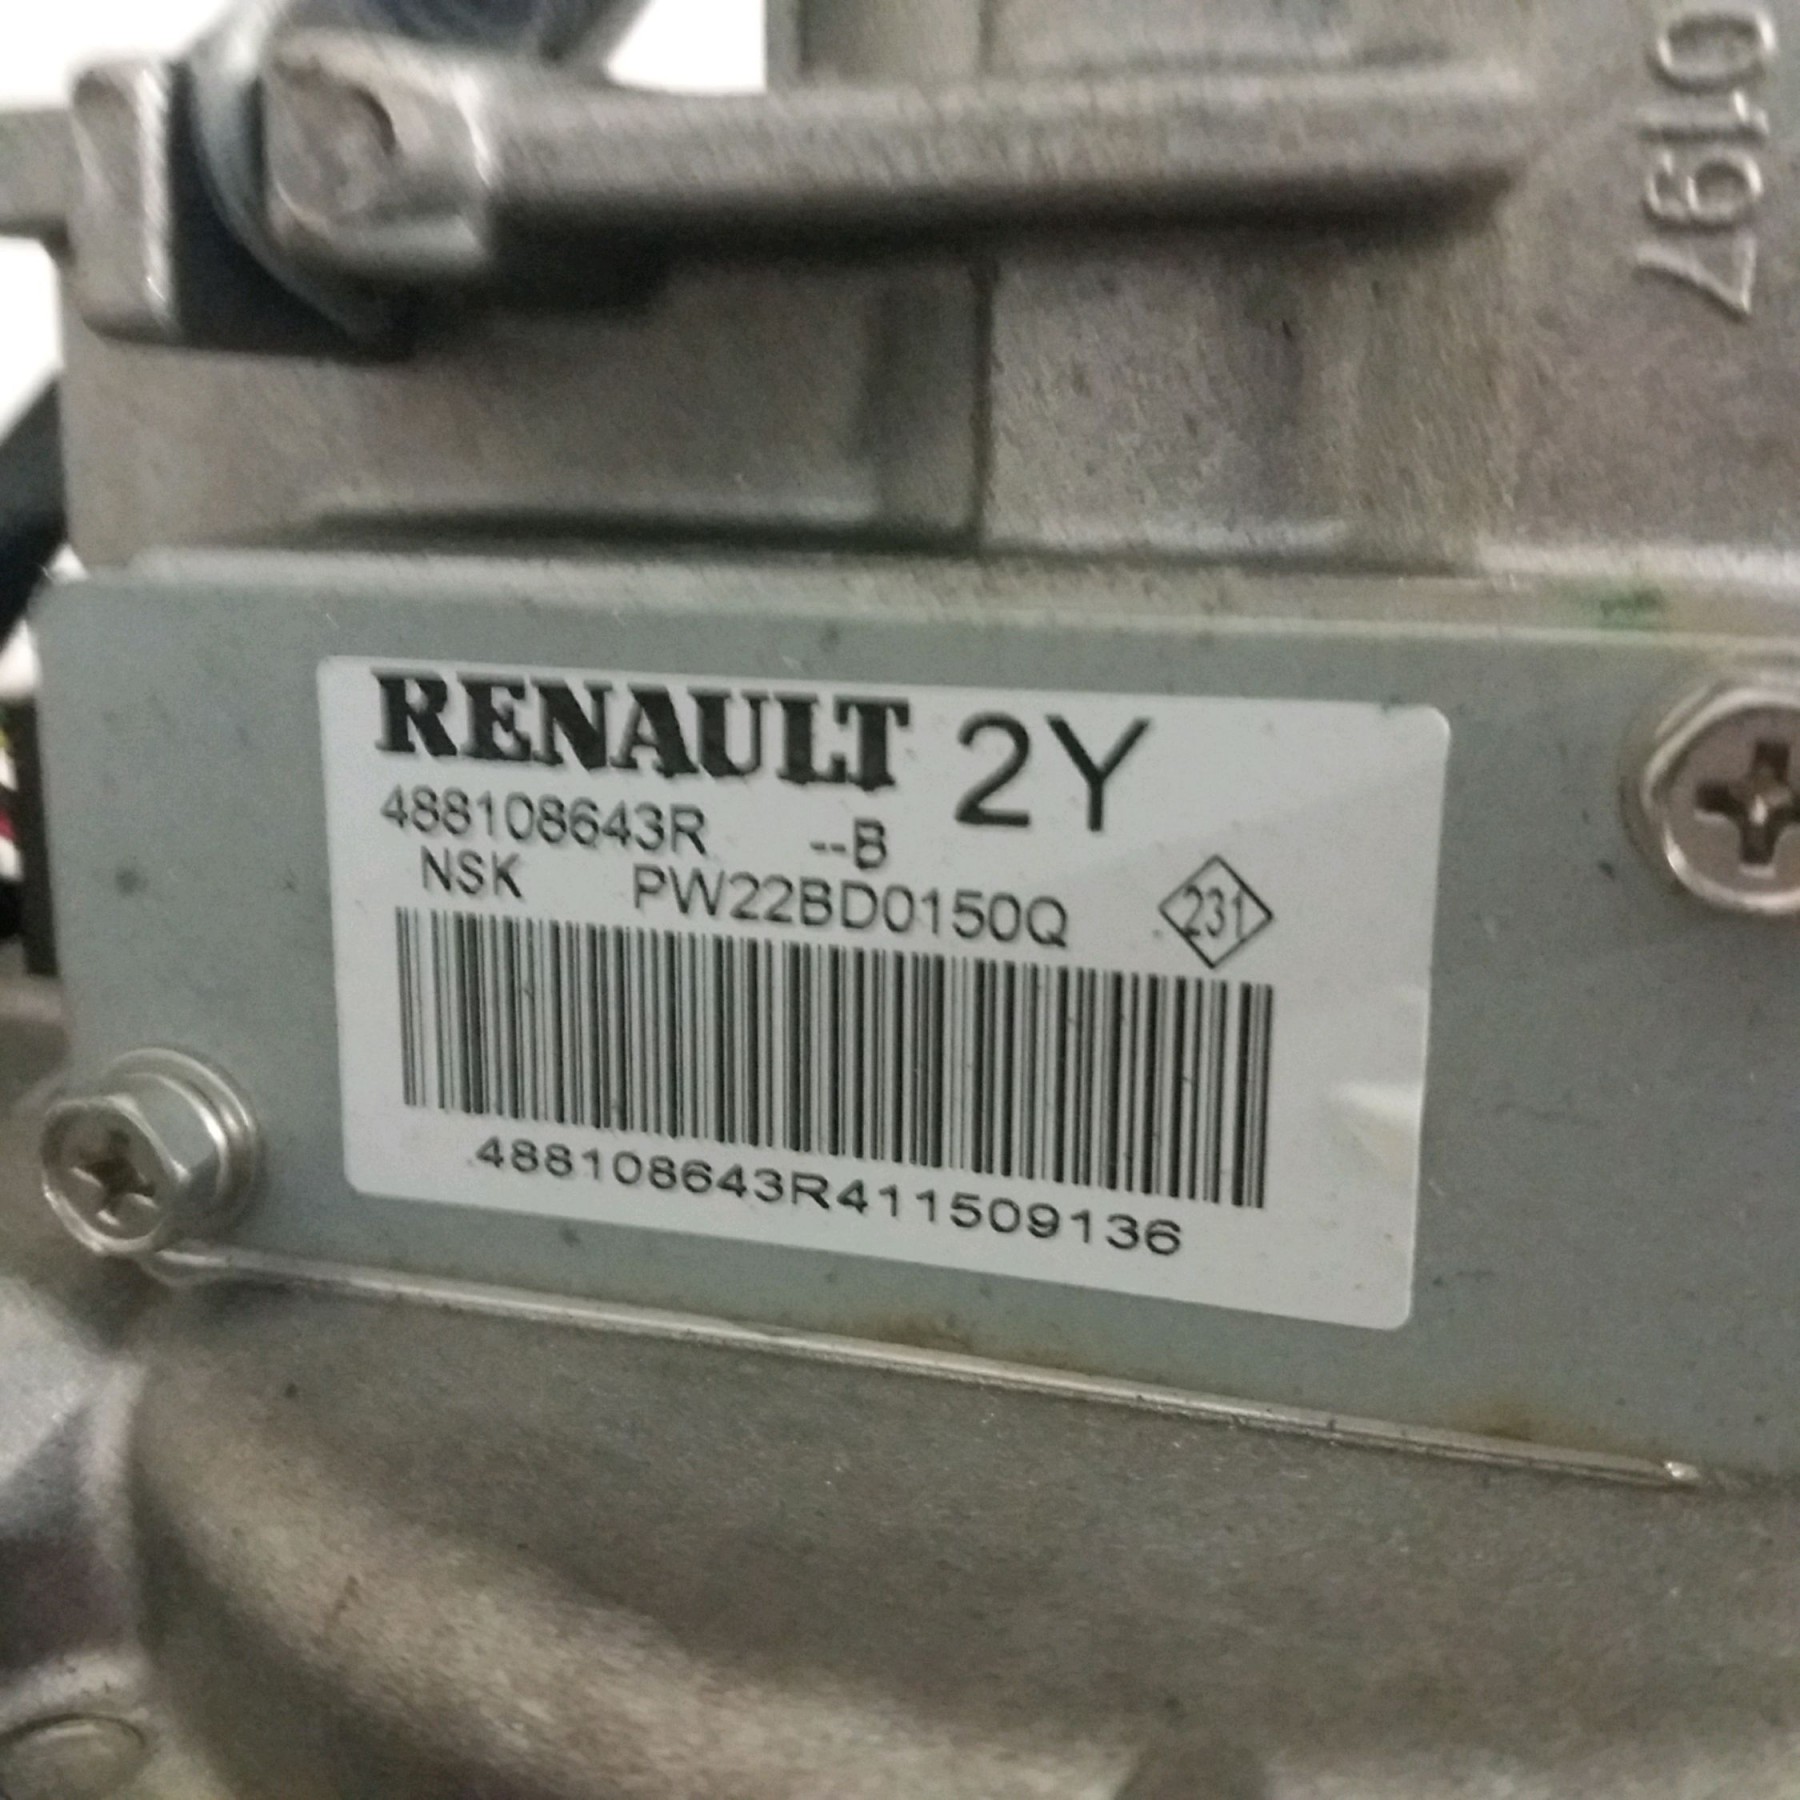 0197
RENAULT 2Y
488108643R --B
NSK PW22BD0150Q 231
488108643R411509136